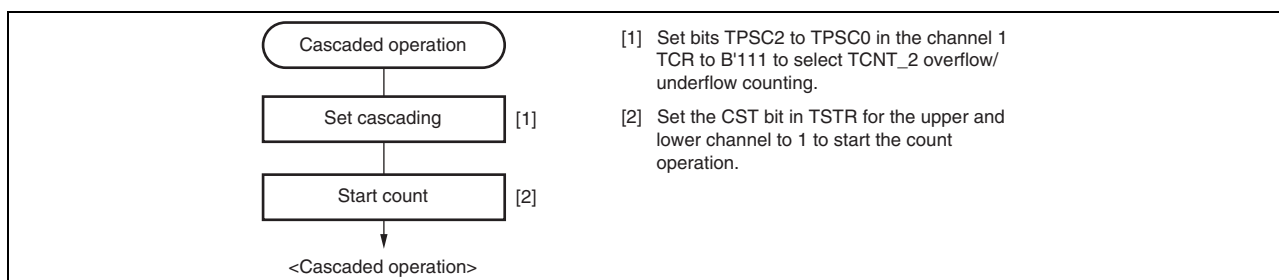 Cascaded operation
Set cascading
[1]
Start count
[2]
<Cascaded operation>
[1] Set bits TPSC2 to TPSC0 in the channel 1
TCR to B'111 to select TCNT_2 overflow/
underflow counting.
[2] Set the CST bit in TSTR for the upper and
lower channel to 1 to start the count
operation.